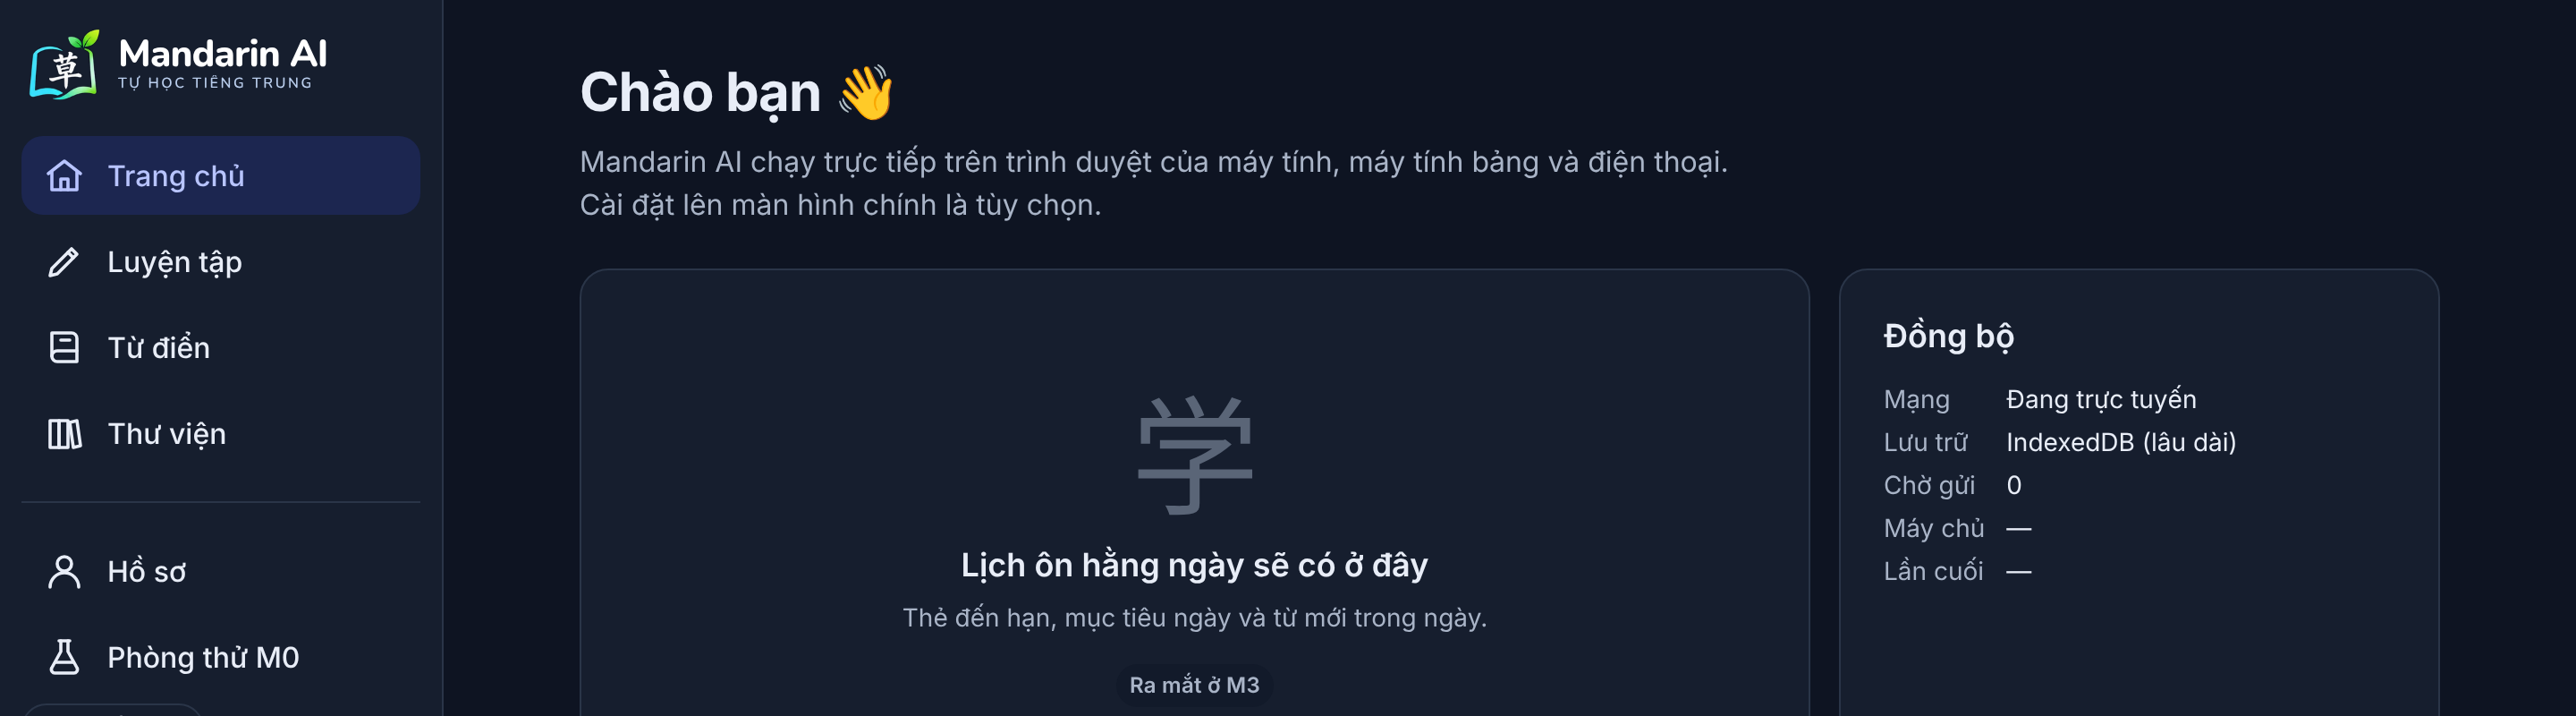 草
Mandarin AI
TỰ HỌC TIẾNG TRUNG
Trang chủ
Luyện tập
Từ điển
Thư viện
Hồ sơ
Phòng thử M0
Chào bạn 👋
Mandarin AI chạy trực tiếp trên trình duyệt của máy tính, máy tính bảng và điện thoại.
Cài đặt lên màn hình chính là tùy chọn.
学
Lịch ôn hằng ngày sẽ có ở đây
Thẻ đến hạn, mục tiêu ngày và từ mới trong ngày.
Ra mắt ở M3
Đồng bộ
Mạng Đang trực tuyến
Lưu trữ IndexedDB (lâu dài)
Chờ gửi 0
Máy chủ —
Lần cuối —